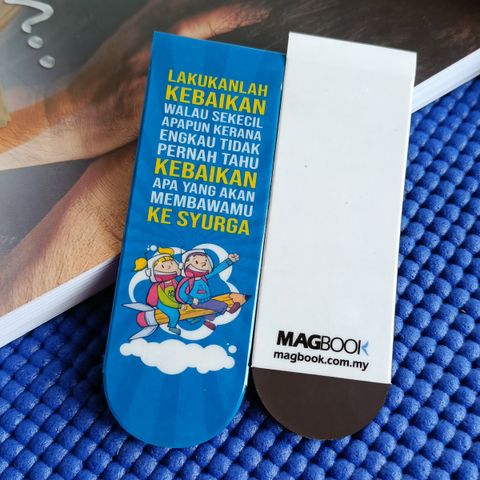 LAKUKANLAH
KEBAIKAN
WALAU SEKECIL
APAPUN KERANA
ENGKAU TIDAK
PERNAH TAHU
KEBAIKAN
APA YANG AKAN
MEMBAWAMU
KE SYURGA
MAGBOOK
magbook.com.my
?